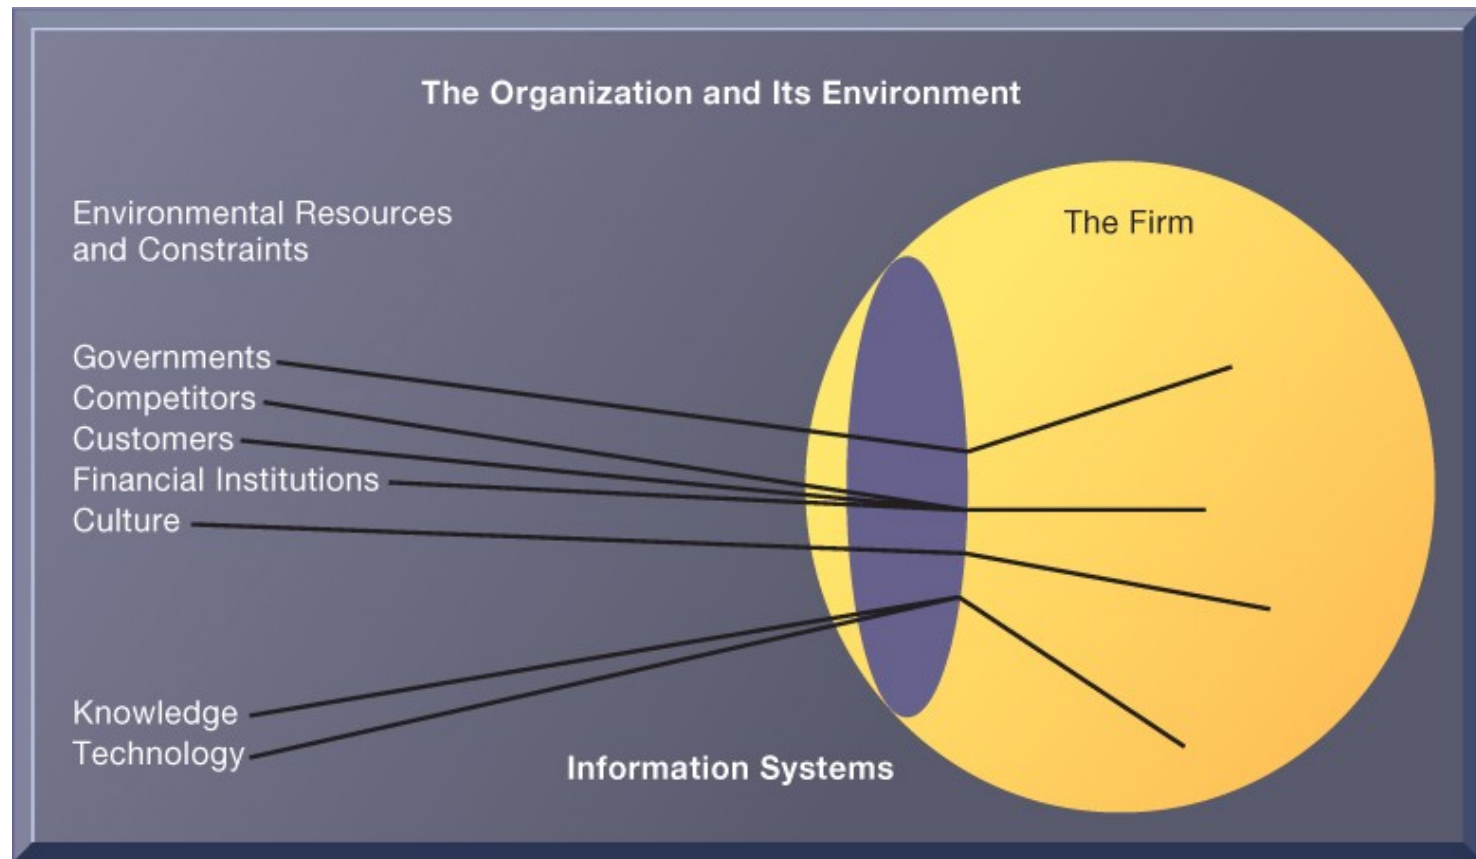 The Organization and Its Environment
Environmental Resources
and Constraints
The Firm
Governments
Competitors
Customers
Financial Institutions
Culture
Knowledge
Technology
Information Systems